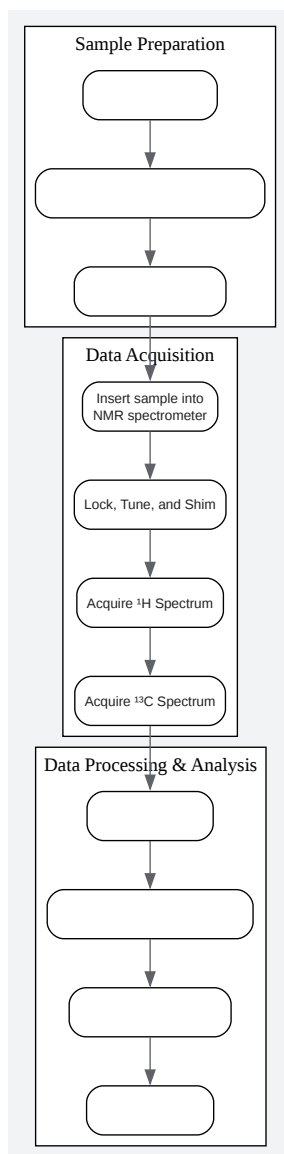 Sample Preparation
Data Acquisition
Insert sample into
NMR spectrometer
Lock, Tune, and Shim
Acquire ¹H Spectrum
Acquire ¹³C Spectrum
Data Processing & Analysis